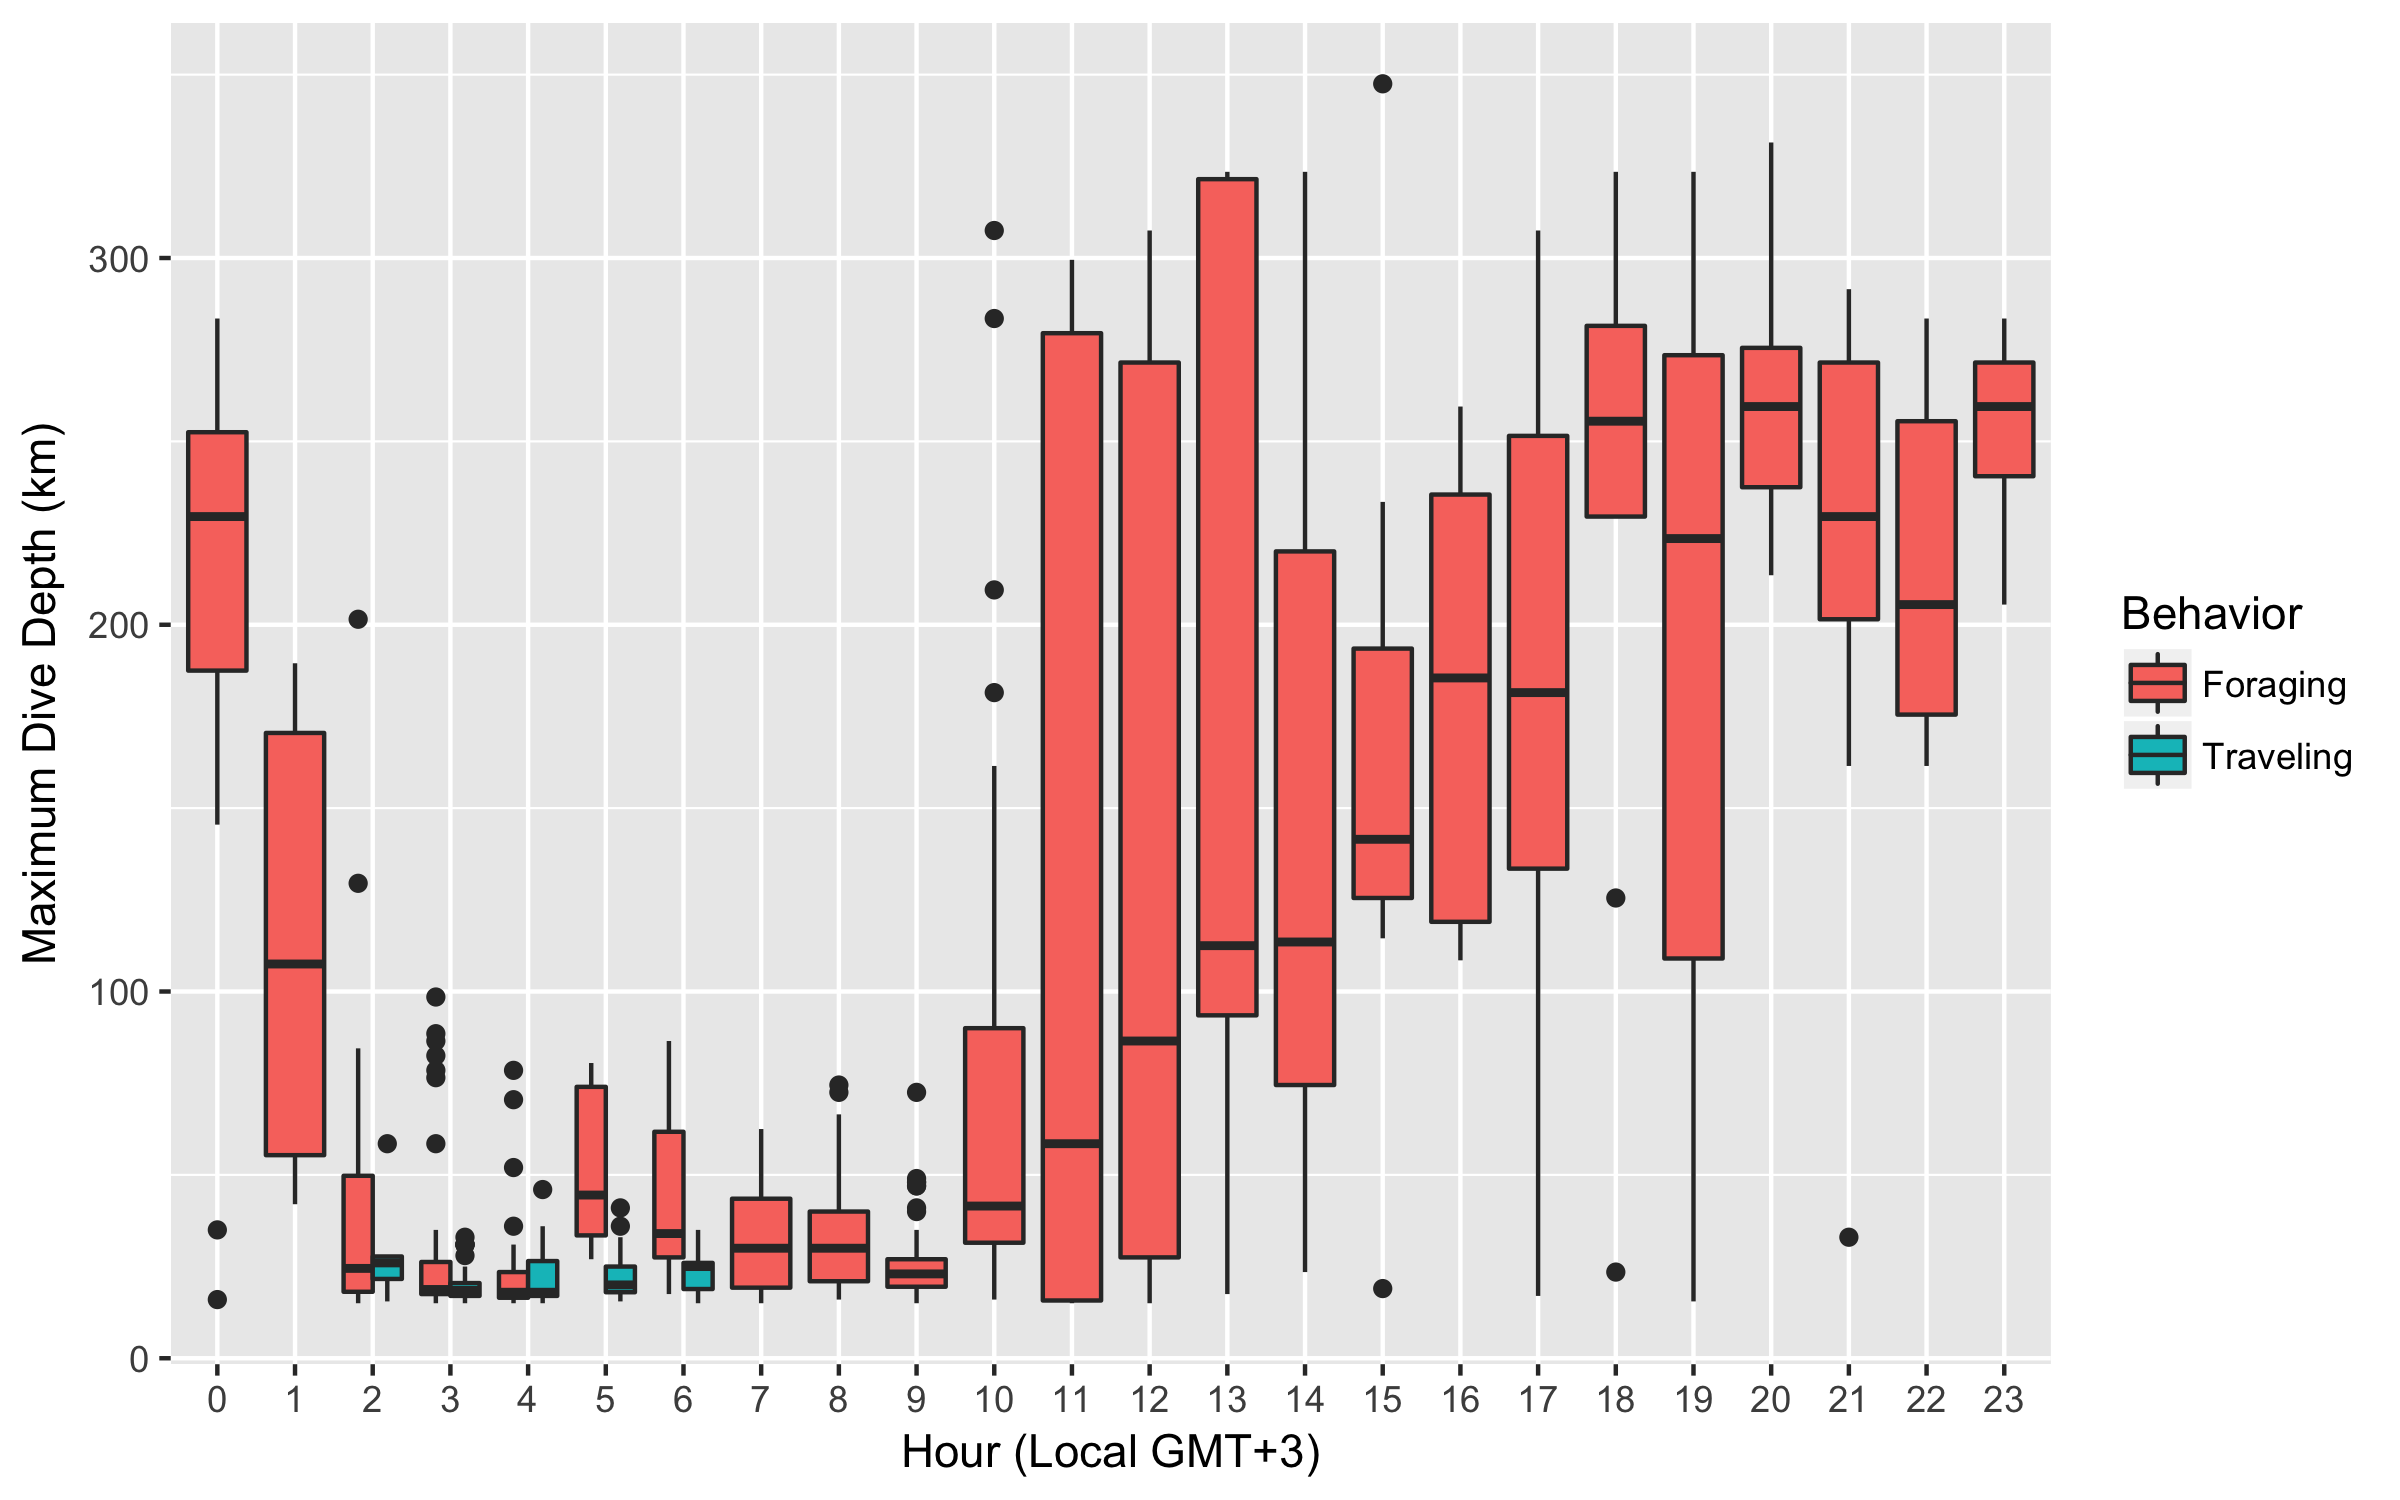 Maximum Dive Depth (km)
300
200
100
0
0 1 2 3 4 5 6 7 8 9 10 11 12 13 14 15 16 17 18 19 20 21 22 23
Hour (Local GMT+3)
Behavior
Foraging
Traveling